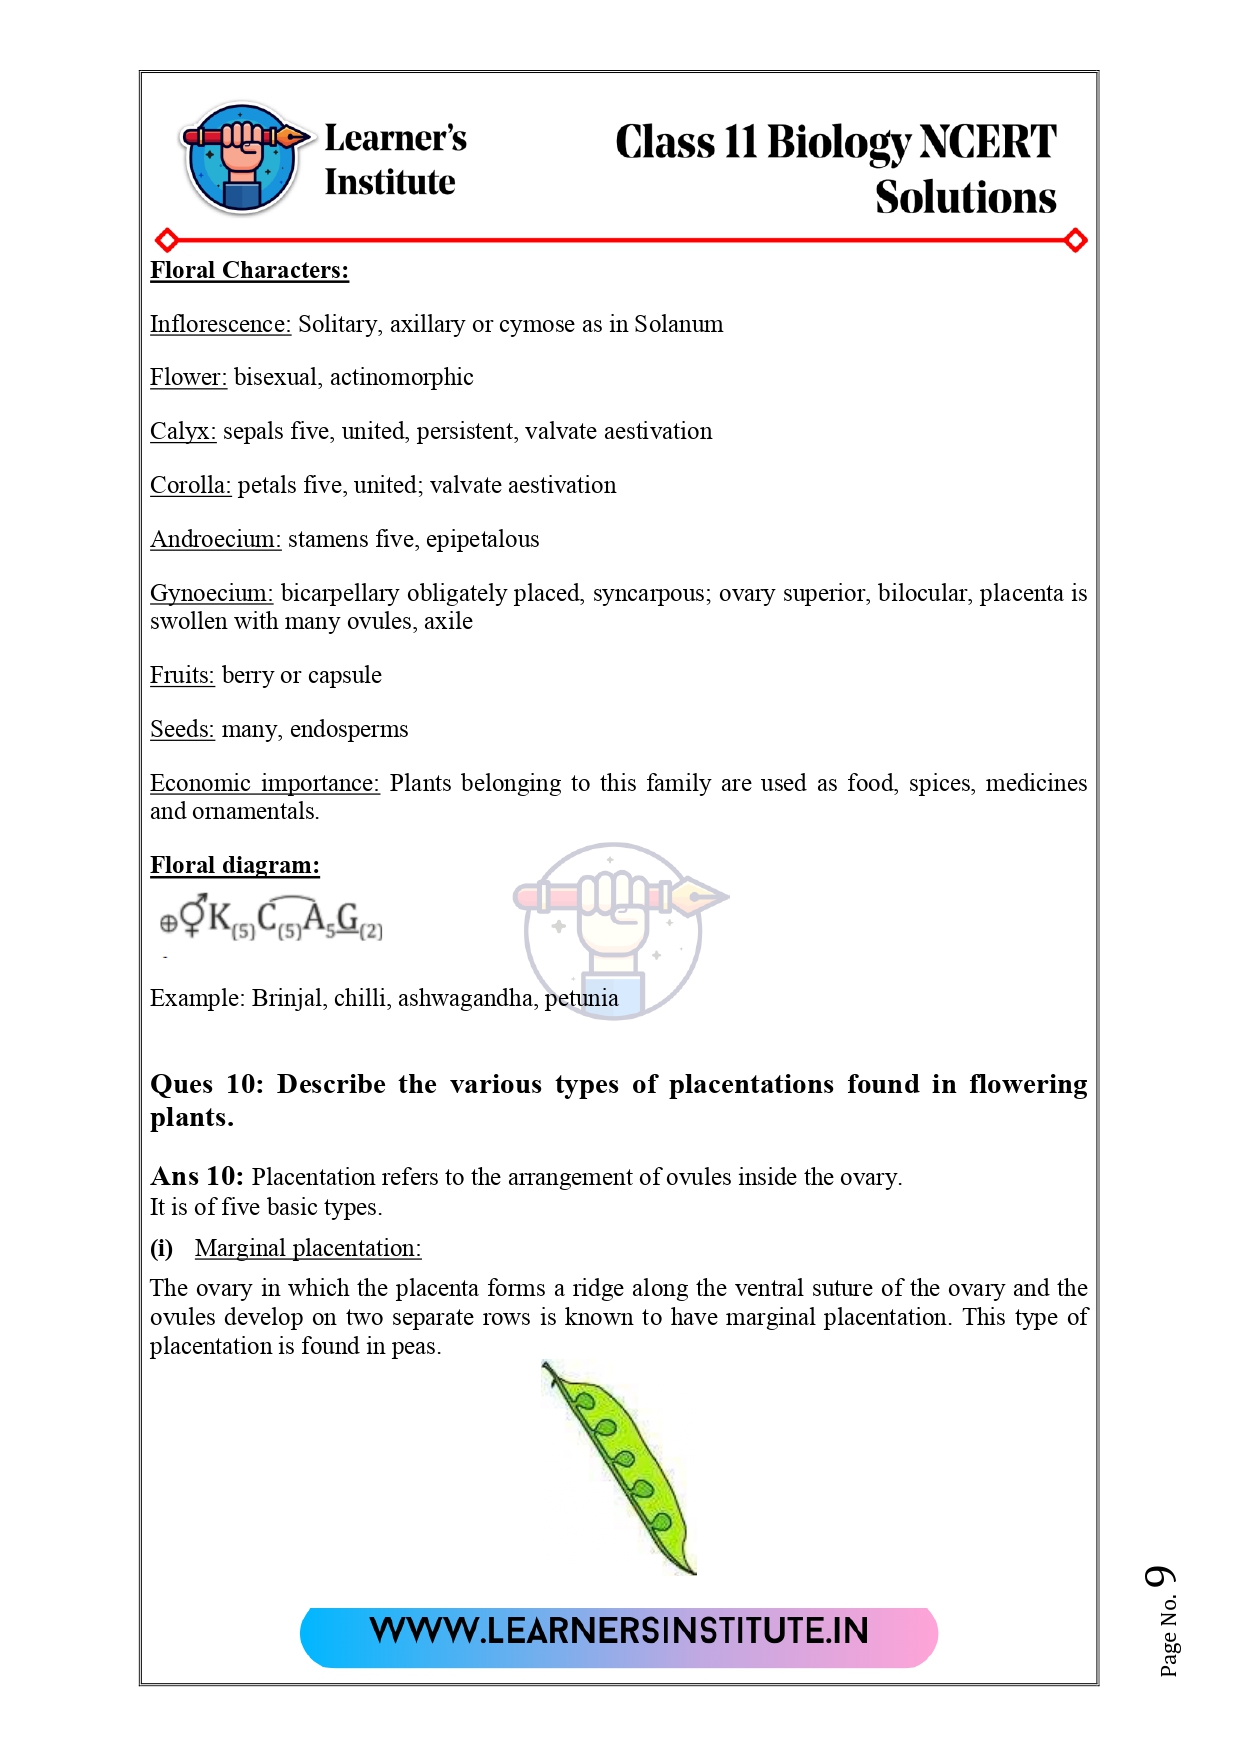 Learner's
Institute
Class 11 Biology NCERT
Solutions
Floral Characters:
Inflorescence: Solitary, axillary or cymose as in Solanum
Flower: bisexual, actinomorphic
Calyx: sepals five, united, persistent, valvate aestivation
Corolla: petals five, united; valvate aestivation
Androecium: stamens five, epipetalous
Gynoecium: bicarpellary obligately placed, syncarpous; ovary superior, bilocular, placenta is
swollen with many ovules, axile
Fruits: berry or capsule
Seeds: many, endosperms
Economic importance: Plants belonging to this family are used as food, spices, medicines
and ornamentals.
Floral diagram:
⊕⚥K(5)C(5)A5G(2)
Example: Brinjal, chilli, ashwagandha, petunia
Ques 10: Describe the various types of placentations found in flowering
plants.
Ans 10: Placentation refers to the arrangement of ovules inside the ovary.
It is of five basic types.
(i) Marginal placentation:
The ovary in which the placenta forms a ridge along the ventral suture of the ovary and the
ovules develop on two separate rows is known to have marginal placentation. This type of
placentation is found in peas.
WWW.LEARNERSINSTITUTE.IN
Page No. 9